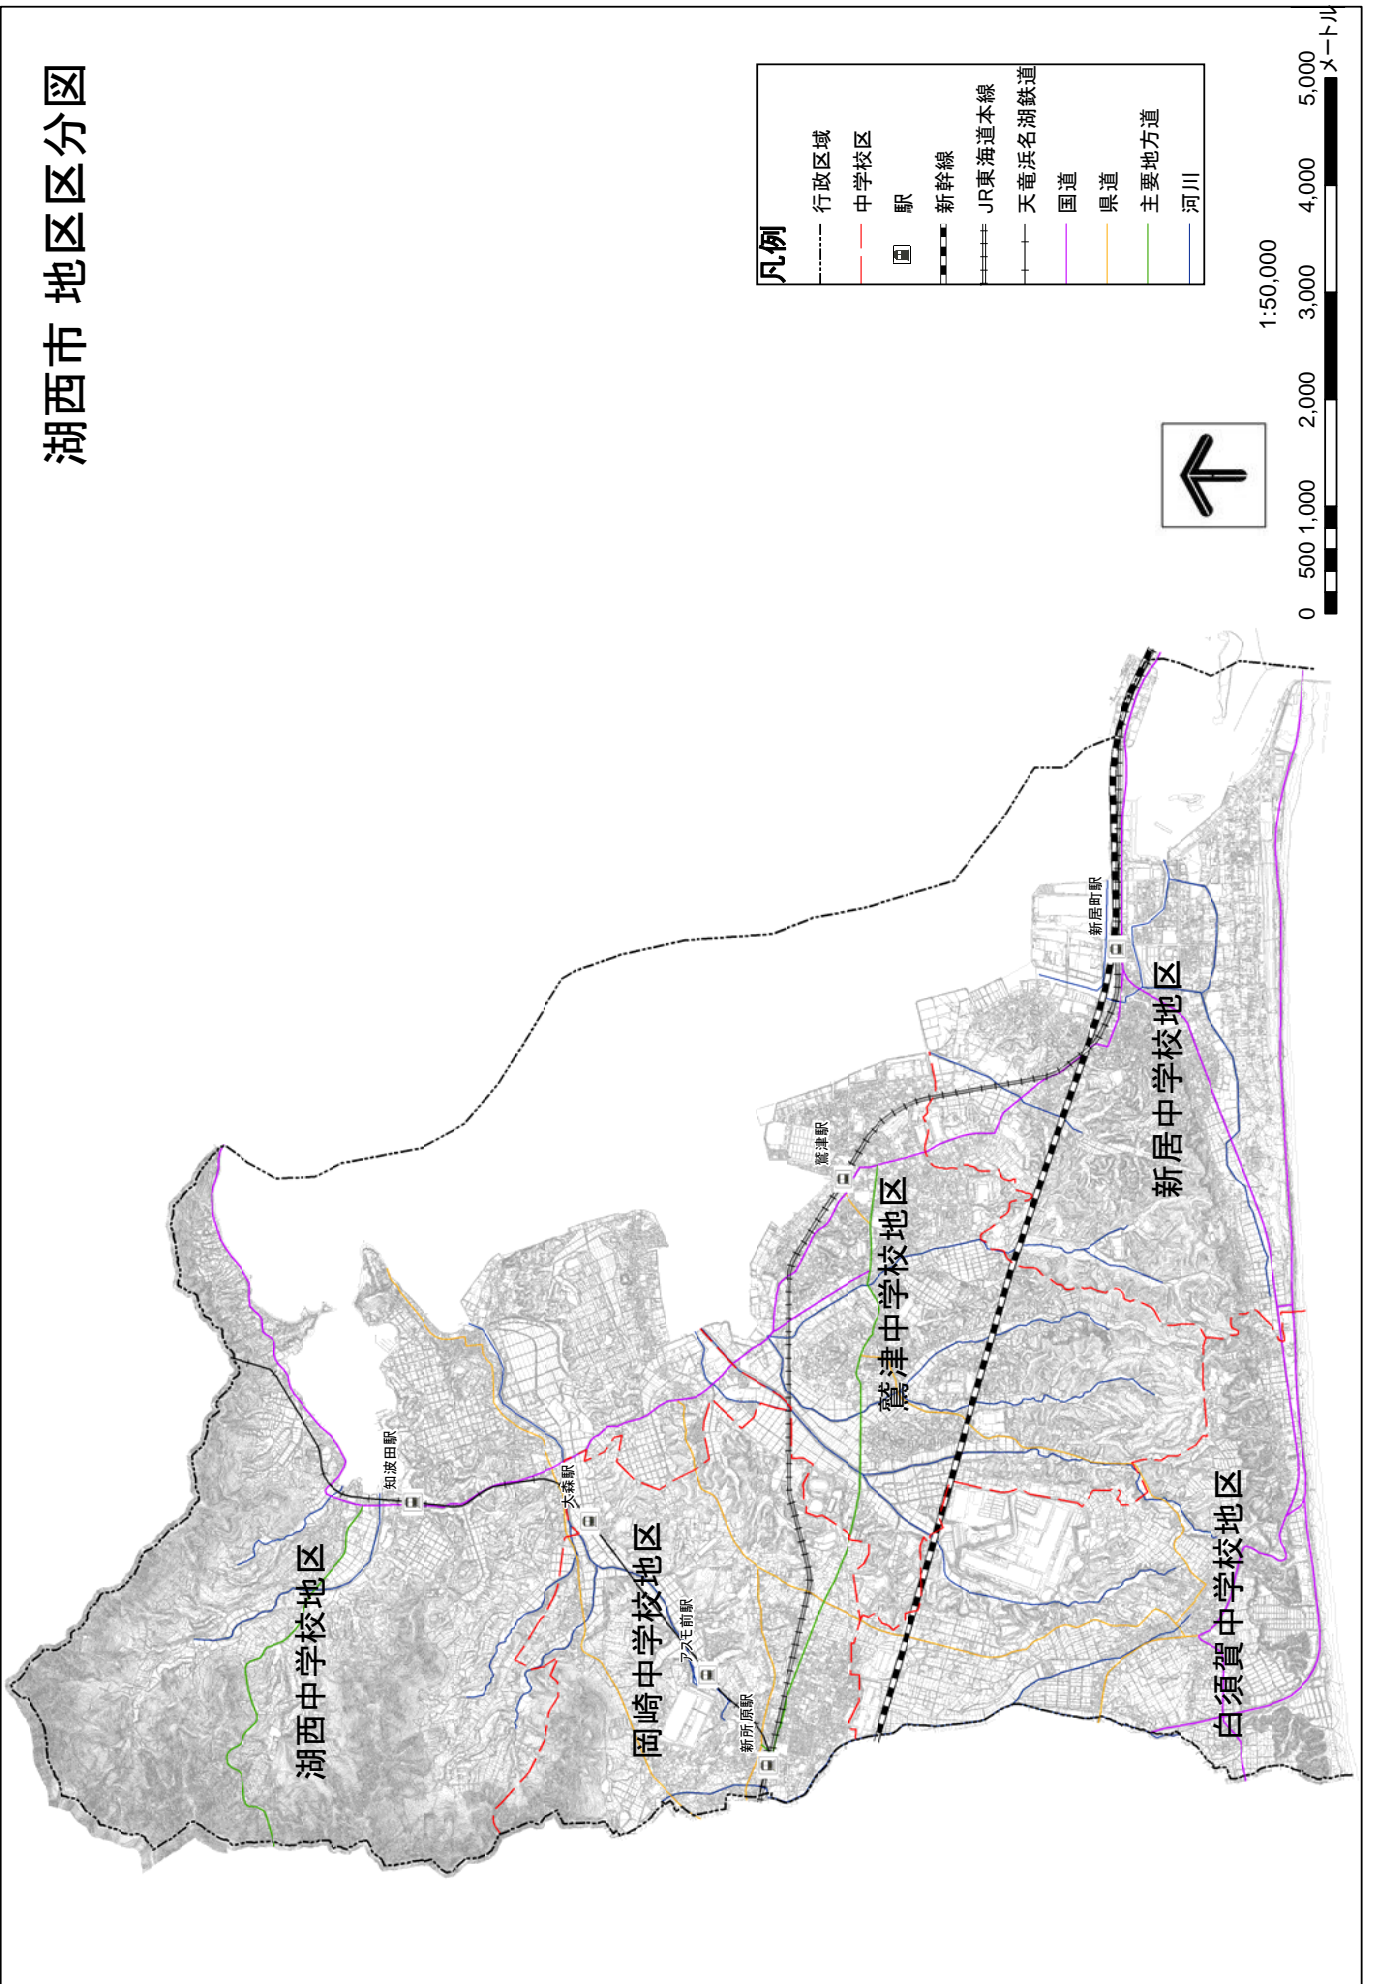 湖西市 地区区分図
凡例
行政区域
中学校区
駅
新幹線
JR東海道本線
天竜浜名湖鉄道
国道
県道
主要地方道
河川
1:50,000
0 500 1,000 2,000 3,000 4,000 5,000
メートル
知波田駅
湖西中学校地区
大森駅
岡崎中学校地区
アスモ前駅
新所原駅
鷲津駅
鷲津中学校地区
新居町駅
新居中学校地区
白須賀中学校地区